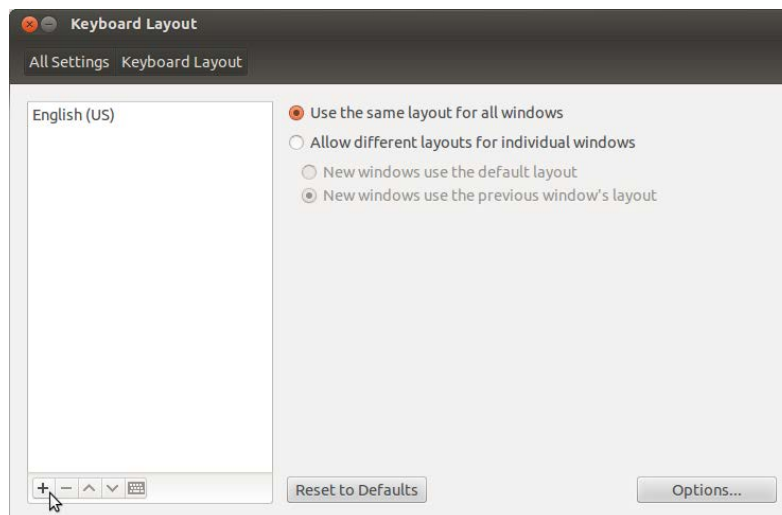 Keyboard Layout
All Settings Keyboard Layout
English (US)
Use the same layout for all windows
Allow different layouts for individual windows
New windows use the default layout
New windows use the previous window's layout
Reset to Defaults
Options...